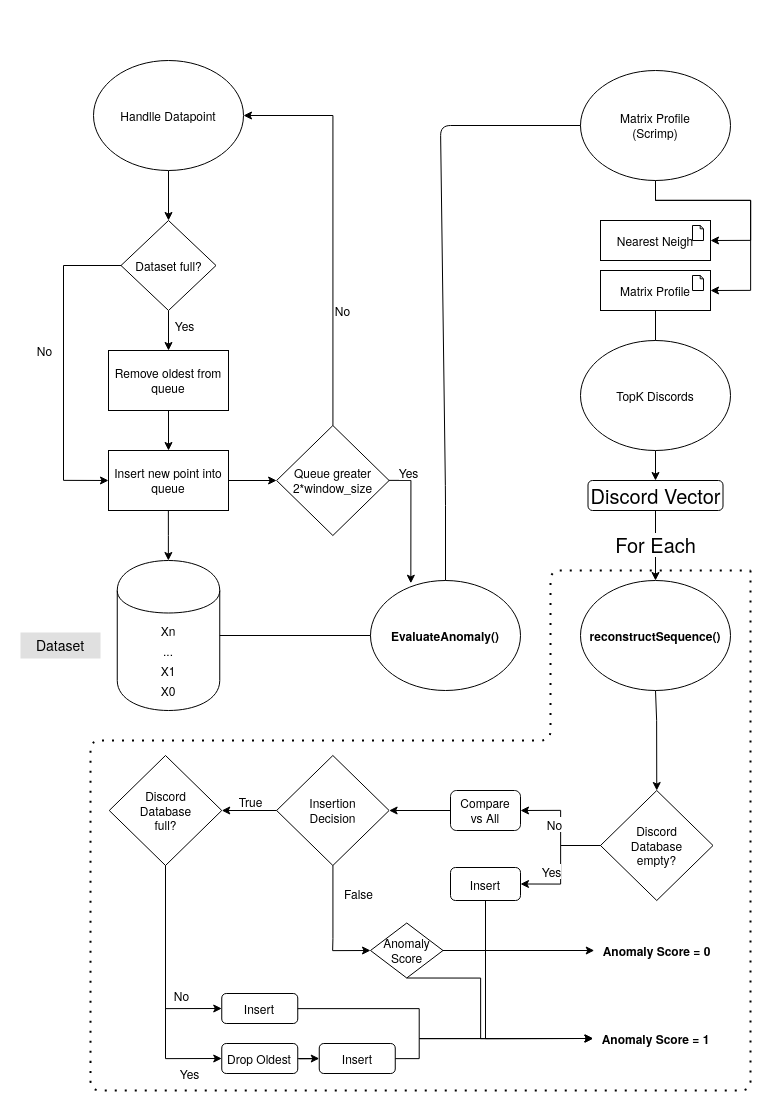 Handlle Datapoint
Dataset full?
No
Yes
Remove oldest from
queue
Insert new point into
queue
Queue greater
2*window_size
No
Yes
Xn
...
X1
X0
Dataset
EvaluateAnomaly()
Matrix Profile
(Scrimp)
Nearest Neigh
Matrix Profile
TopK Discords
Discord Vector
For Each
reconstructSequence()
Discord
Database
empty?
No
Yes
Compare
vs All
Insert
Insertion
Decision
True
False
Discord
Database
full?
Anomaly
Score
Anomaly Score = 0
No
Insert
Yes
Drop Oldest
Insert
Anomaly Score = 1